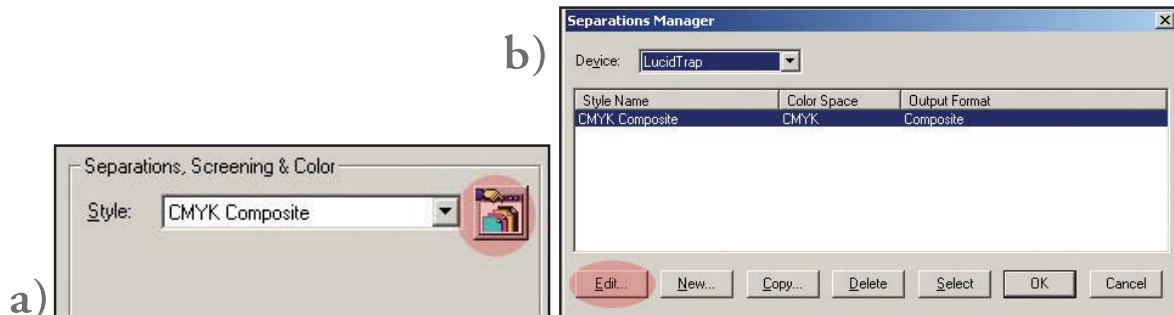 a)
Separations, Screening & Color
Style: CMYK Composite
b)
Separations Manager
Device: LucidTrap
Style Name Color Space Output Format
CMYK Composite CMYK Composite
Edit... New... Copy... Delete Select OK Cancel